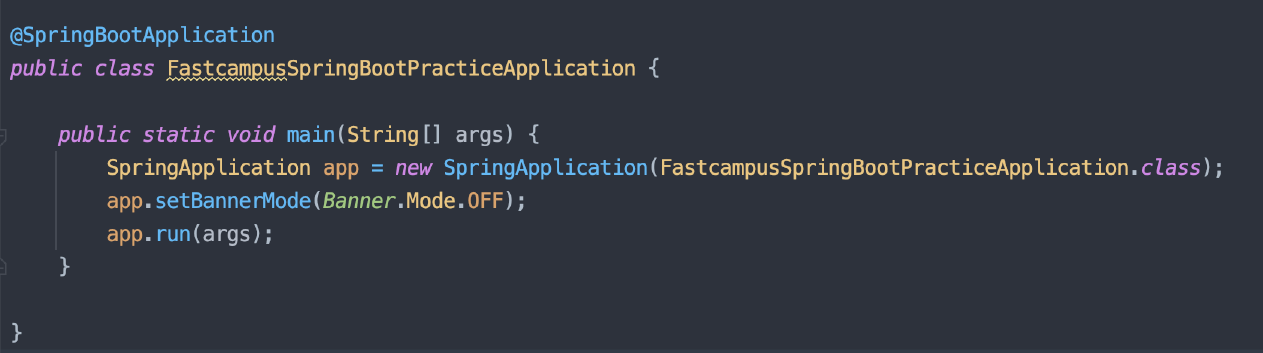 @SpringBootApplication
public class FastcampusSpringBootPracticeApplication {
public static void main(String[] args) {
SpringApplication app = new SpringApplication(FastcampusSpringBootPracticeApplication.class);
app.setBannerMode(Banner.Mode.OFF);
app.run(args);
}
}